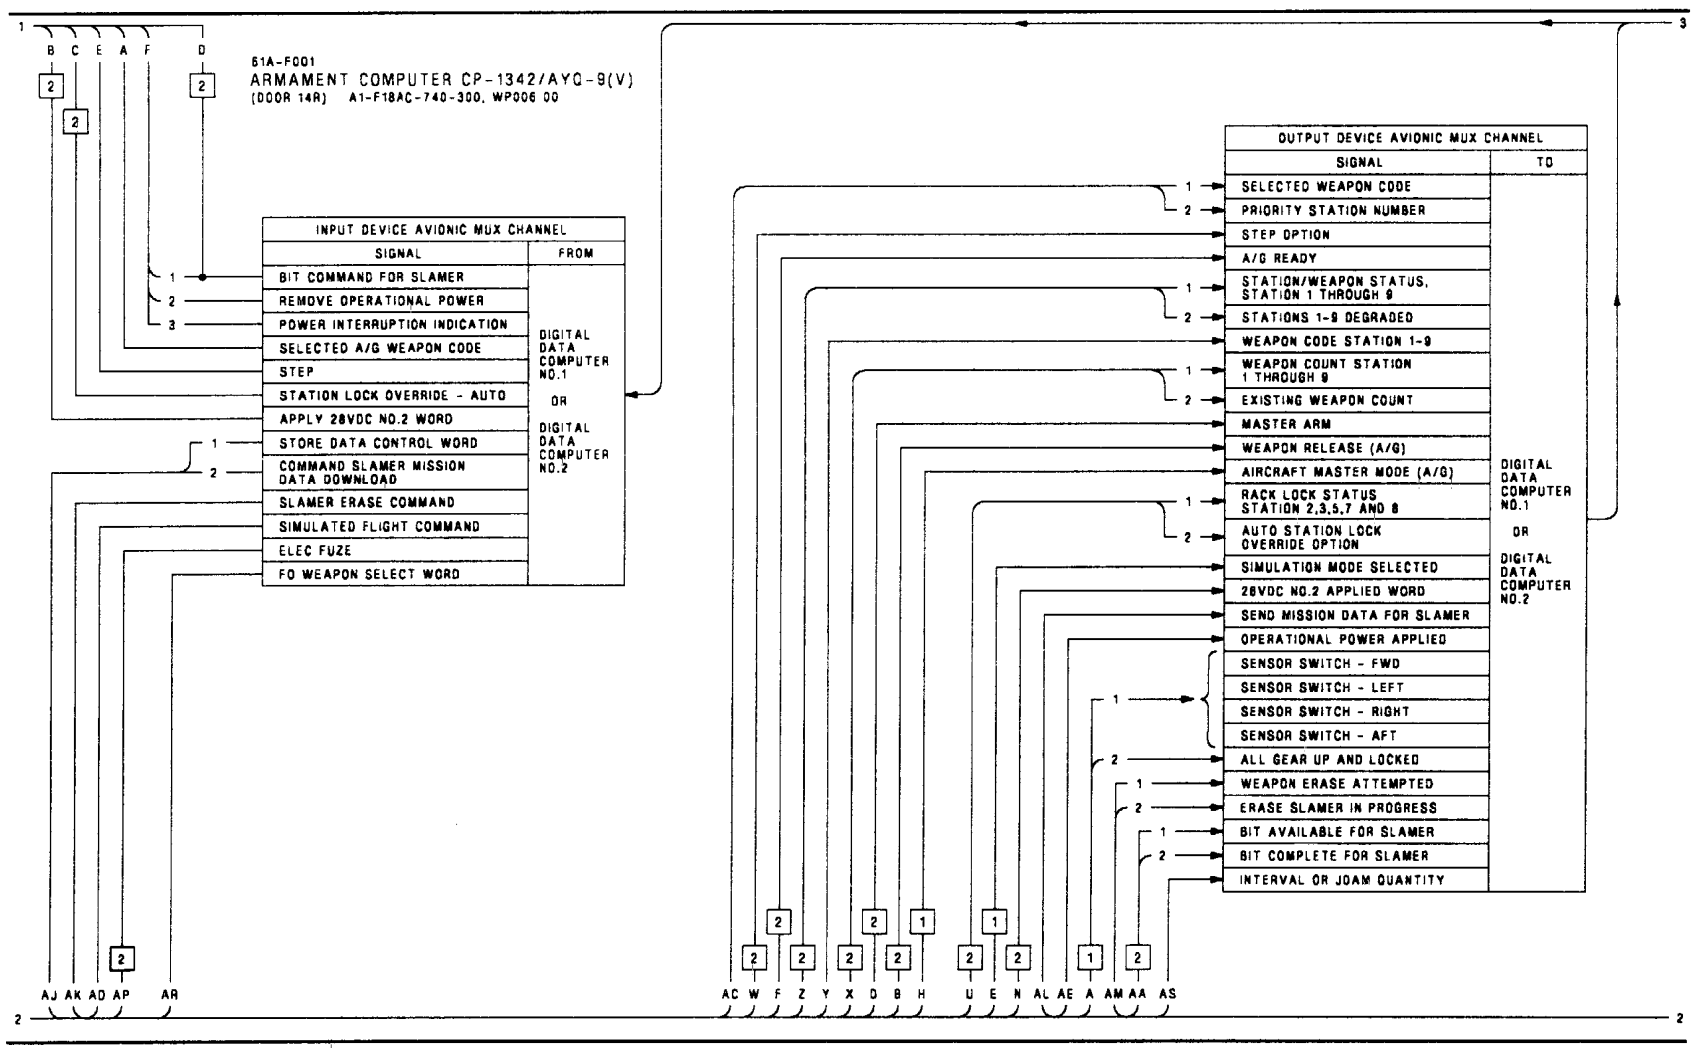 1
3
B C E A F D
2
2
2
61A-F001
ARMAMENT COMPUTER CP-1342/AYQ-9(V)
(DOOR 14R) A1-F18AC-740-300, WP006 00
INPUT DEVICE AVIONIC MUX CHANNEL
SIGNAL
FROM
1
BIT COMMAND FOR SLAMER
2
REMOVE OPERATIONAL POWER
3
POWER INTERRUPTION INDICATION
SELECTED A/G WEAPON CODE
STEP
STATION LOCK OVERRIDE - AUTO
APPLY 28VDC NO.2 WORD
1
STORE DATA CONTROL WORD
2
COMMAND SLAMER MISSION
DATA DOWNLOAD
SLAMER ERASE COMMAND
SIMULATED FLIGHT COMMAND
ELEC FUZE
FO WEAPON SELECT WORD
DIGITAL
DATA
COMPUTER
NO.1
OR
DIGITAL
DATA
COMPUTER
NO.2
OUTPUT DEVICE AVIONIC MUX CHANNEL
SIGNAL
TO
1
SELECTED WEAPON CODE
2
PRIORITY STATION NUMBER
STEP OPTION
A/G READY
1
STATION/WEAPON STATUS,
STATION 1 THROUGH 9
2
STATIONS 1-9 DEGRADED
WEAPON CODE STATION 1-9
1
WEAPON COUNT STATION
1 THROUGH 9
2
EXISTING WEAPON COUNT
MASTER ARM
WEAPON RELEASE (A/G)
AIRCRAFT MASTER MODE (A/G)
1
RACK LOCK STATUS
STATION 2,3,5,7 AND 8
2
AUTO STATION LOCK
OVERRIDE OPTION
SIMULATION MODE SELECTED
28VDC NO.2 APPLIED WORD
SEND MISSION DATA FOR SLAMER
OPERATIONAL POWER APPLIED
SENSOR SWITCH - FWD
SENSOR SWITCH - LEFT
1
SENSOR SWITCH - RIGHT
SENSOR SWITCH - AFT
2
ALL GEAR UP AND LOCKED
1
WEAPON ERASE ATTEMPTED
2
ERASE SLAMER IN PROGRESS
1
BIT AVAILABLE FOR SLAMER
2
BIT COMPLETE FOR SLAMER
INTERVAL OR JDAM QUANTITY
DIGITAL
DATA
COMPUTER
NO.1
OR
DIGITAL
DATA
COMPUTER
NO.2
2 2 1 1
2 2 2 2 2 2 2 1 2
AJ AK AD AP AR
AC W F Z Y X D B H U E N AL AE A AM AA AS
2
2